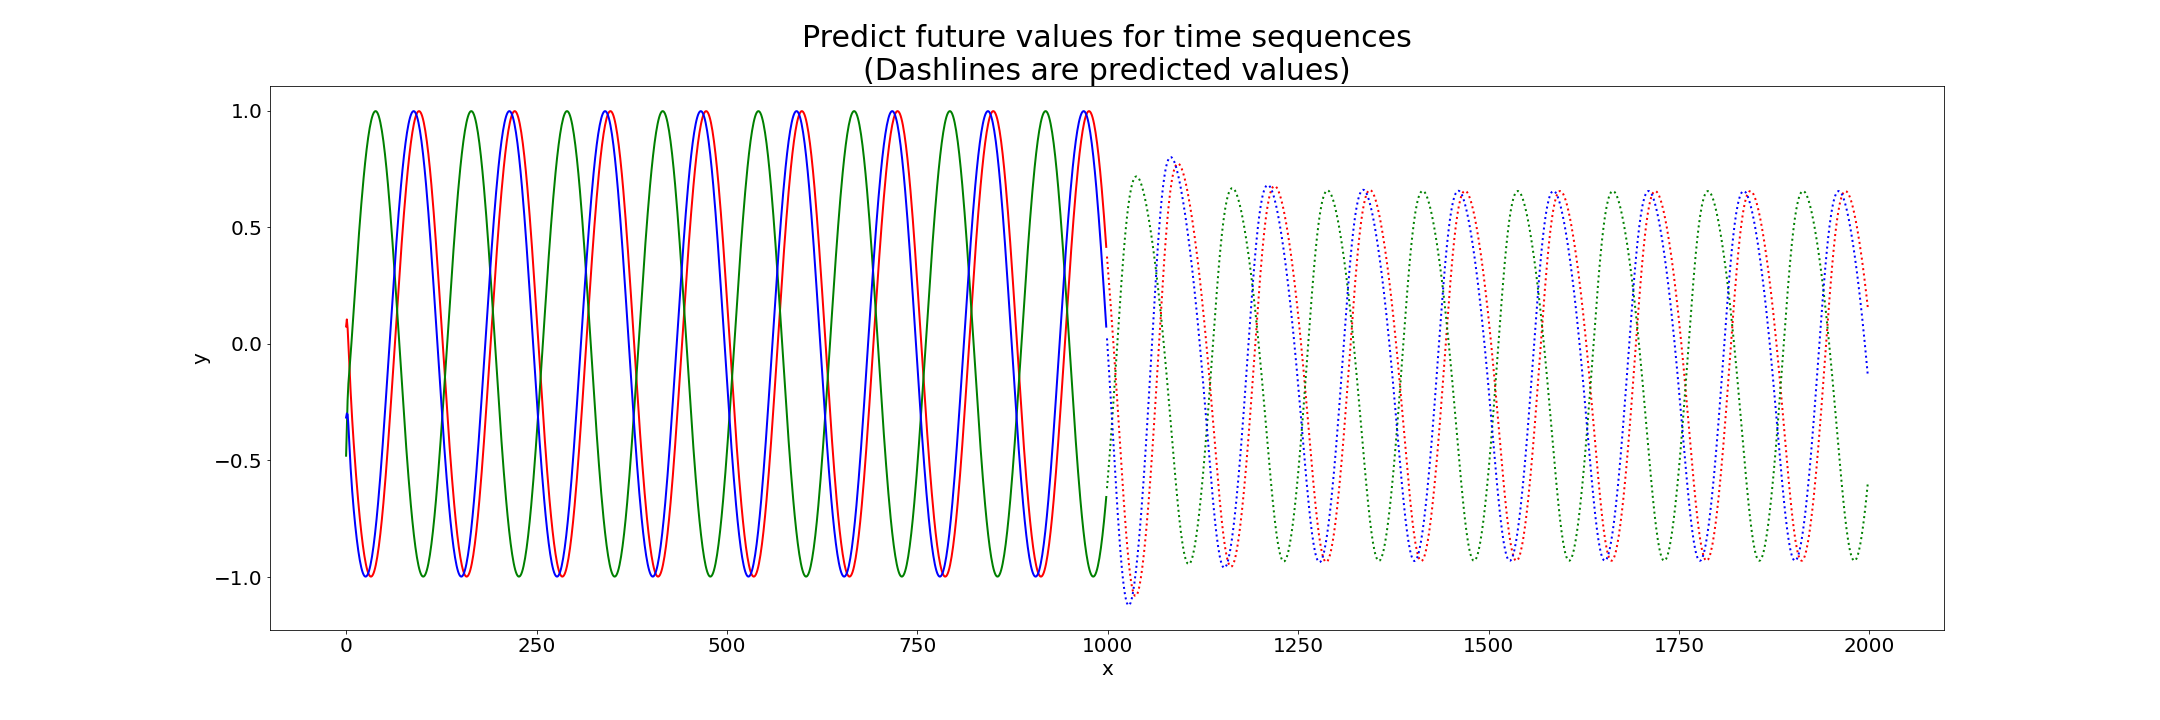 Predict future values for time sequences
(Dashlines are predicted values)
1.0
0.5
0.0
−0.5
−1.0
y
0 250 500 750 1000 1250 1500 1750 2000
x